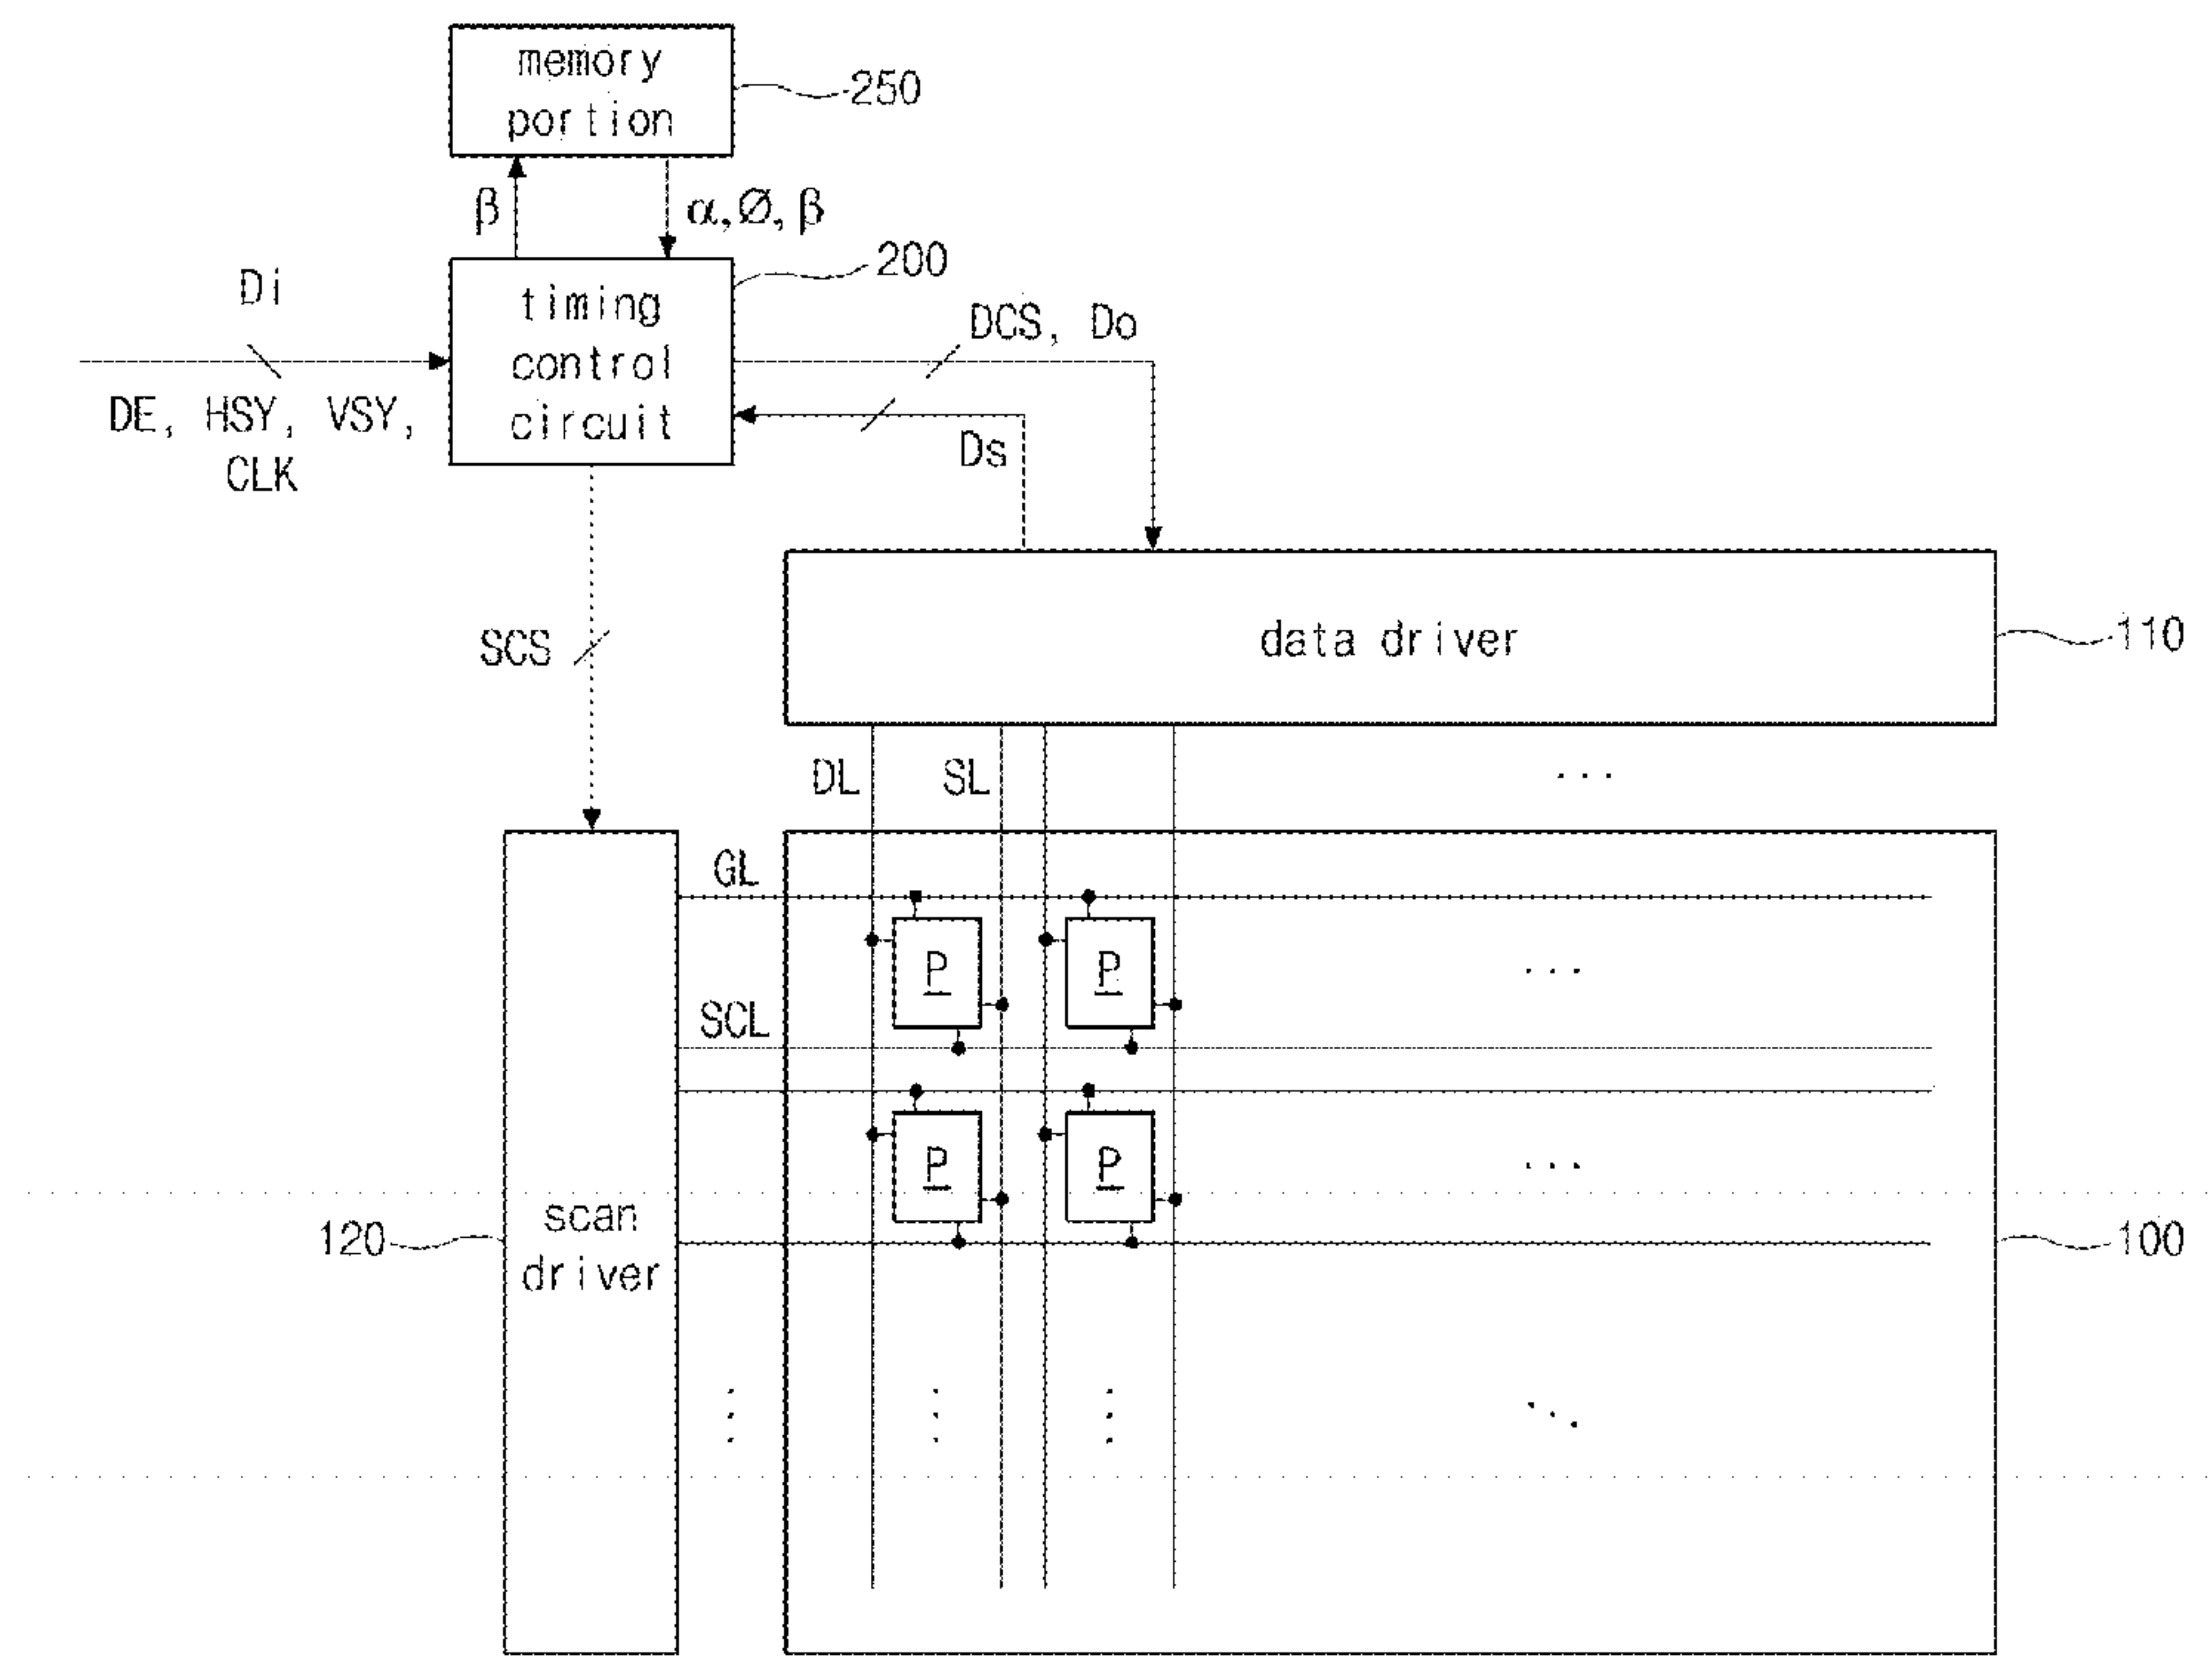 memory
portion
250
β
α,Ø,β
200
Di
timing
control
circuit
DCS, Do
DE, HSY, VSY,
CLK
Ds
SCS
data driver
110
DL
SL
...
GL
P
P
...
SCL
P
P
...
scan
driver
120
100